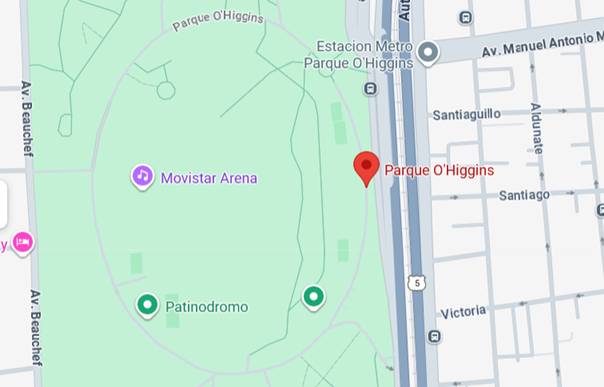 Parque O'Higgins
Aut
Estacion Metro
Parque O'Higgins
Av. Manuel Antonio M
Av. Beauchef
Santiaguillo
Aldunate
Movistar Arena
Parque O'Higgins
Santiago
y
5
Av. Beauchef
Patinodromo
Victoria